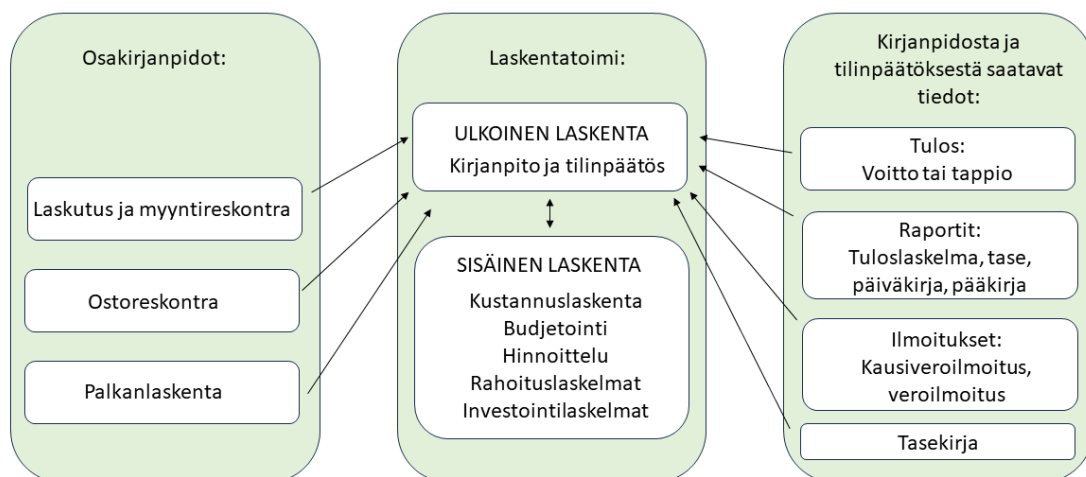 Osakirjanpidot:
Laskutus ja myyntireskontra
Ostoreskontra
Palkanlaskenta
Laskentatoimi:
ULKOINEN LASKENTA
Kirjanpito ja tilinpäätös
SISÄINEN LASKENTA
Kustannuslaskenta
Budjetointi
Hinnoittelu
Rahoituslaskelmat
Investointilaskelmat
Kirjanpidosta ja
tilinpäätöksestä saatavat
tiedot:
Tulos:
Voitto tai tappio
Raportit:
Tuloslaskelma, tase,
päiväkirja, pääkirja
Ilmoitukset:
Kausiveroilmoitus,
veroilmoitus
Tasekirja